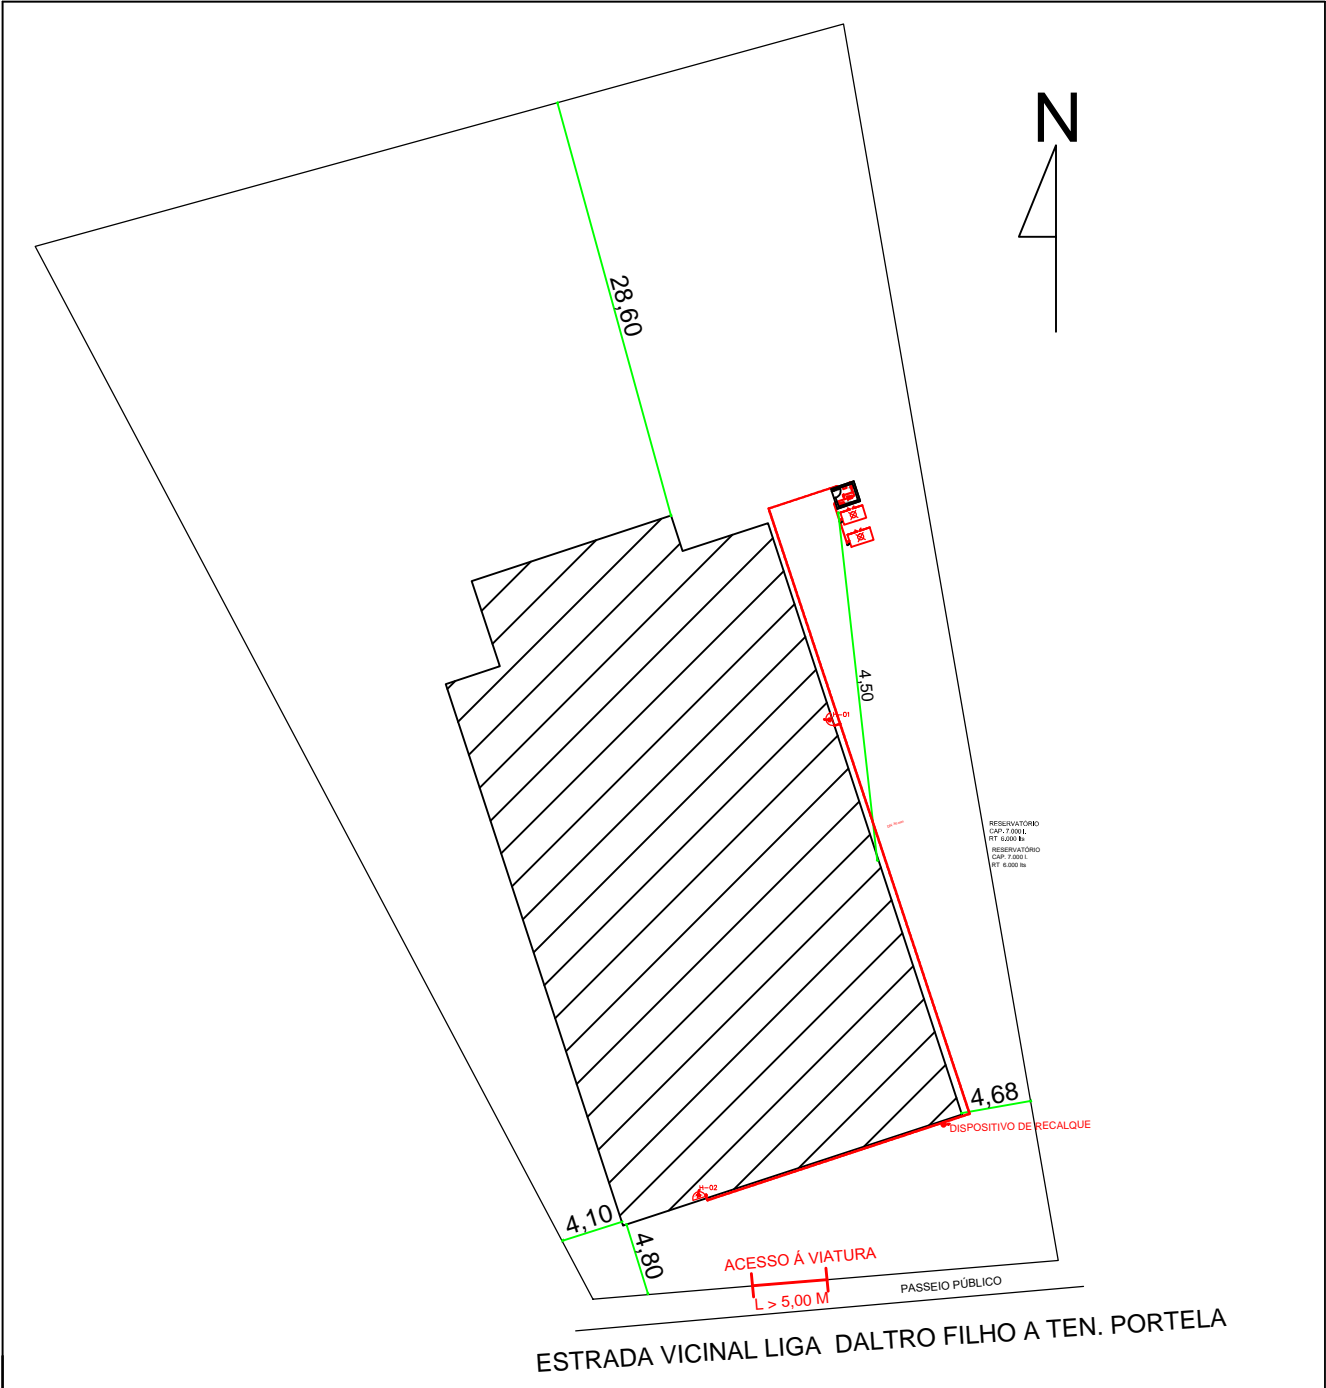 N
28,60
4,50
H-01
RESERVATÓRIO
CAP. 7.000 L
RT 6.000 lts
RESERVATÓRIO
CAP. 7.000 L
RT 6.000 lts
4,68
DISPOSITIVO DE RECALQUE
H-02
4,10
4,80
ACESSO Á VIATURA
L > 5,00 M
PASSEIO PÚBLICO
ESTRADA VICINAL LIGA DALTRO FILHO A TEN. PORTELA